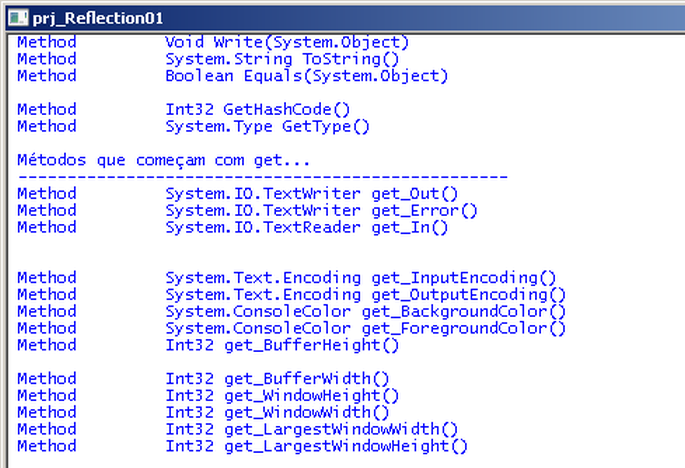 prj_Reflection01
Method Void Write(System.Object)
Method System.String ToString()
Method Boolean Equals(System.Object)
Method Int32 GetHashCode()
Method System.Type GetType()
Métodos que começam com get...
--------------------------------------------------
Method System.IO.TextWriter get_Out()
Method System.IO.TextWriter get_Error()
Method System.IO.TextReader get_In()
Method System.Text.Encoding get_InputEncoding()
Method System.Text.Encoding get_OutputEncoding()
Method System.ConsoleColor get_BackgroundColor()
Method System.ConsoleColor get_ForegroundColor()
Method Int32 get_BufferHeight()
Method Int32 get_BufferWidth()
Method Int32 get_WindowHeight()
Method Int32 get_WindowWidth()
Method Int32 get_LargestWindowWidth()
Method Int32 get_LargestWindowHeight()